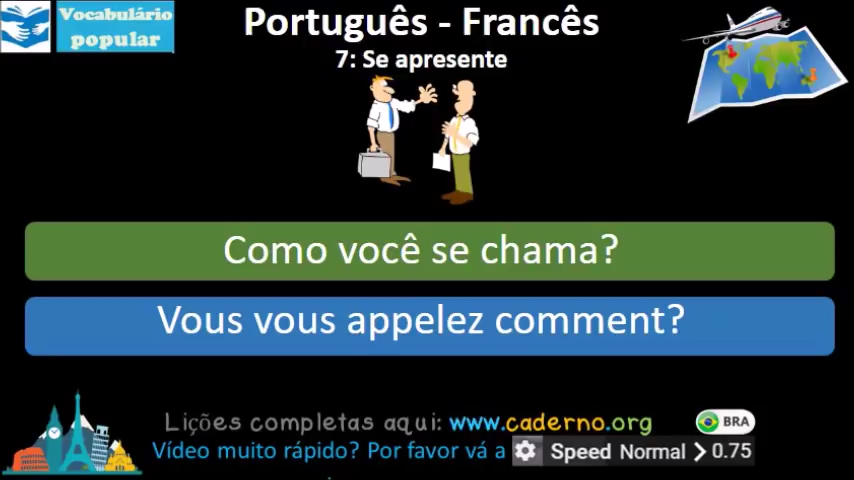 Vocabulário
popular
Português - Francês
7: Se apresente
Como você se chama?
Vous vous appelez comment?
Lições completas aqui: www.caderno.org
BRA
Vídeo muito rápido? Por favor vá a Speed Normal > 0.75